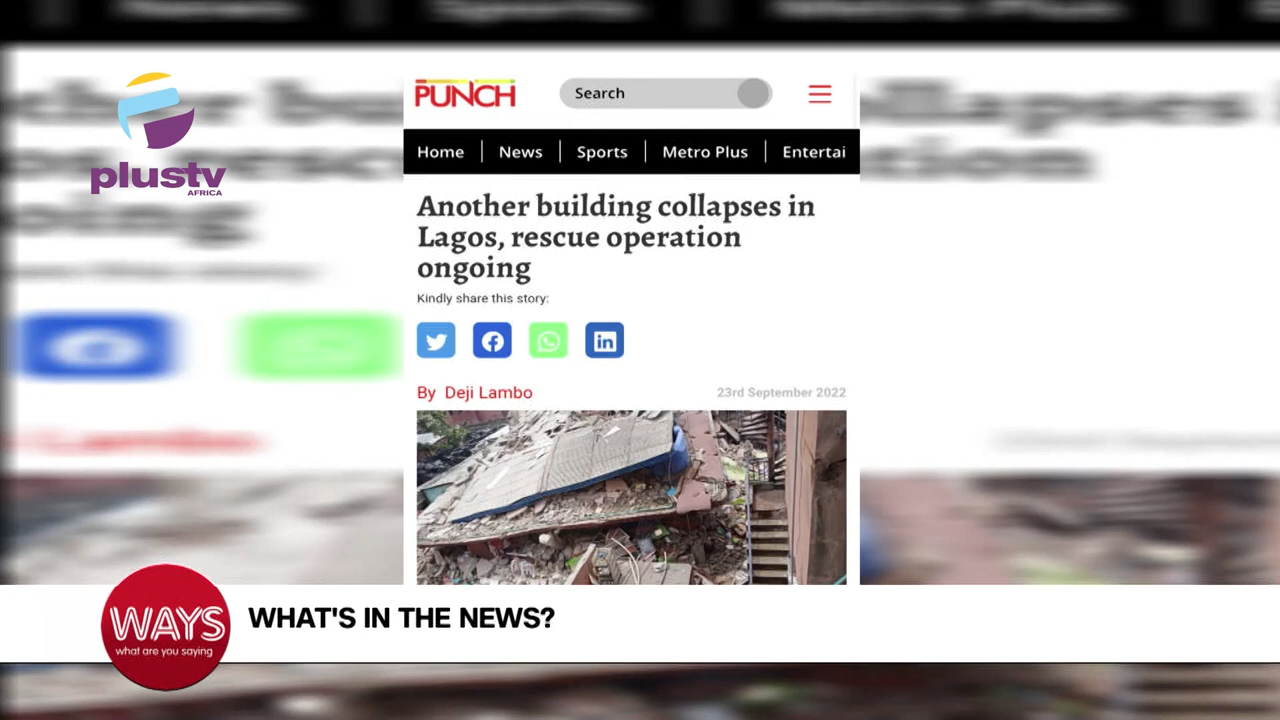 plustv
AFRICA
PUNCH
Search
Home
News
Sports
Metro Plus
Entertai
Another building collapses in
Lagos, rescue operation
ongoing
Kindly share this story:
By Deji Lambo
23rd September 2022
WAYS
what are you saying
WHAT'S IN THE NEWS?